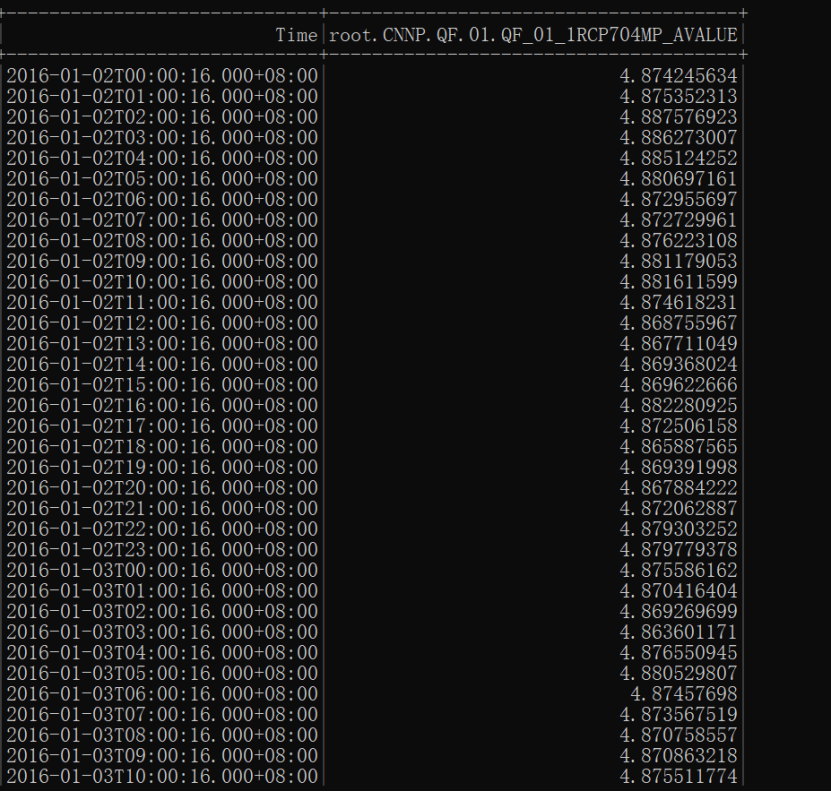 Time|root.CNNP.QF.01.QF_01_1RCP704MP_AVALUE|
2016-01-02T00:00:16.000+08:00| 4.874245634|
2016-01-02T01:00:16.000+08:00| 4.875352313|
2016-01-02T02:00:16.000+08:00| 4.887576923|
2016-01-02T03:00:16.000+08:00| 4.886273007|
2016-01-02T04:00:16.000+08:00| 4.885124252|
2016-01-02T05:00:16.000+08:00| 4.880697161|
2016-01-02T06:00:16.000+08:00| 4.872955697|
2016-01-02T07:00:16.000+08:00| 4.872729961|
2016-01-02T08:00:16.000+08:00| 4.876223108|
2016-01-02T09:00:16.000+08:00| 4.881179053|
2016-01-02T10:00:16.000+08:00| 4.881611599|
2016-01-02T11:00:16.000+08:00| 4.874618231|
2016-01-02T12:00:16.000+08:00| 4.868755967|
2016-01-02T13:00:16.000+08:00| 4.867711049|
2016-01-02T14:00:16.000+08:00| 4.869368024|
2016-01-02T15:00:16.000+08:00| 4.869622666|
2016-01-02T16:00:16.000+08:00| 4.882280925|
2016-01-02T17:00:16.000+08:00| 4.872506158|
2016-01-02T18:00:16.000+08:00| 4.865887565|
2016-01-02T19:00:16.000+08:00| 4.869391998|
2016-01-02T20:00:16.000+08:00| 4.867884222|
2016-01-02T21:00:16.000+08:00| 4.872062887|
2016-01-02T22:00:16.000+08:00| 4.879303252|
2016-01-02T23:00:16.000+08:00| 4.879779378|
2016-01-03T00:00:16.000+08:00| 4.875586162|
2016-01-03T01:00:16.000+08:00| 4.870416404|
2016-01-03T02:00:16.000+08:00| 4.869269699|
2016-01-03T03:00:16.000+08:00| 4.863601171|
2016-01-03T04:00:16.000+08:00| 4.876550945|
2016-01-03T05:00:16.000+08:00| 4.880529807|
2016-01-03T06:00:16.000+08:00| 4.87457698|
2016-01-03T07:00:16.000+08:00| 4.873567519|
2016-01-03T08:00:16.000+08:00| 4.870758557|
2016-01-03T09:00:16.000+08:00| 4.870863218|
2016-01-03T10:00:16.000+08:00| 4.875511774|